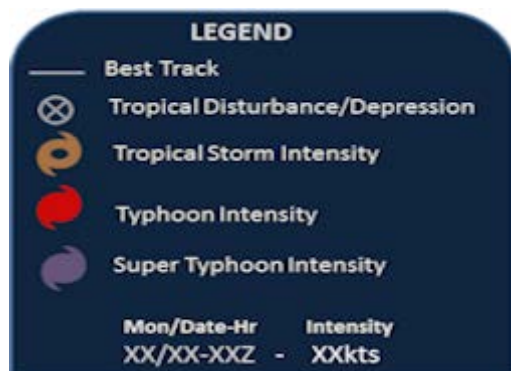 LEGEND
Best Track
Tropical Disturbance/Depression
Tropical Storm Intensity
Typhoon Intensity
Super Typhoon Intensity
Mon/Date-Hr Intensity
XX/XX-XXZ - XXkts